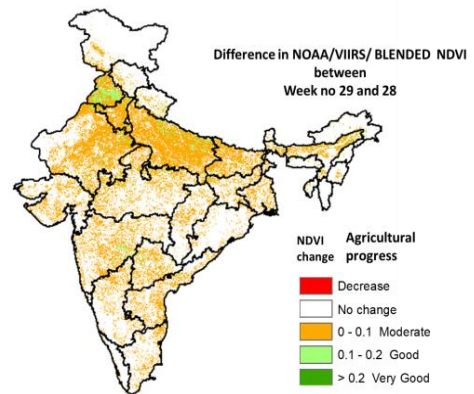 Difference in NOAA/VIIRS/ BLENDED NDVI
between
Week no 29 and 28
NDVI change
Agricultural progress
Decrease
No change
0 - 0.1 Moderate
0.1 - 0.2 Good
> 0.2 Very Good